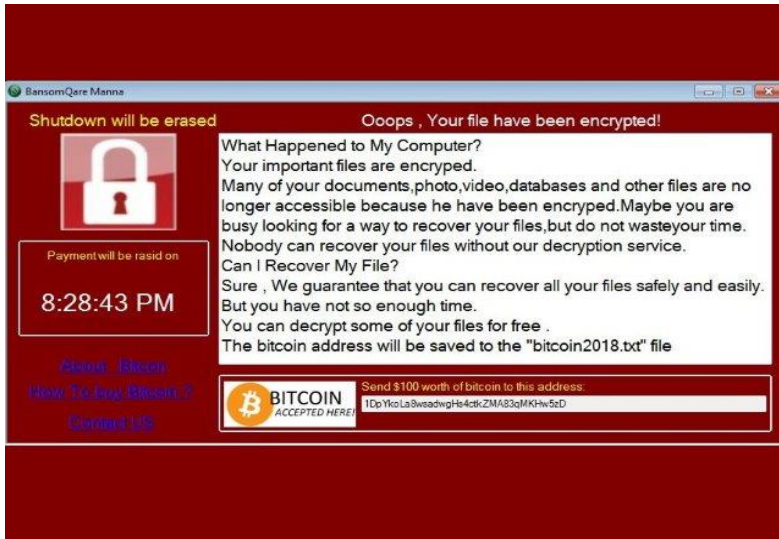 BansomQare Manna
Shutdown will be erased
Ooops , Your file have been encrypted!
What Happened to My Computer?
Your important files are encryped.
Many of your documents,photo,video,databases and other files are no
longer accessible because he have been encryped.Maybe you are
busy looking for a way to recover your files,but do not wasteyour time.
Nobody can recover your files without our decryption service.
Can I Recover My File?
Sure , We guarantee that you can recover all your files safely and easily.
But you have not so enough time.
You can decrypt some of your files for free .
The bitcoin address will be saved to the "bitcoin2018.txt" file
Payment will be rasid on
8:28:43 PM
About Bitcoin
How To buy Bitcoin ?
Contact US
BITCOIN
ACCEPTED HERE!
Send $100 worth of bitcoin to this address: